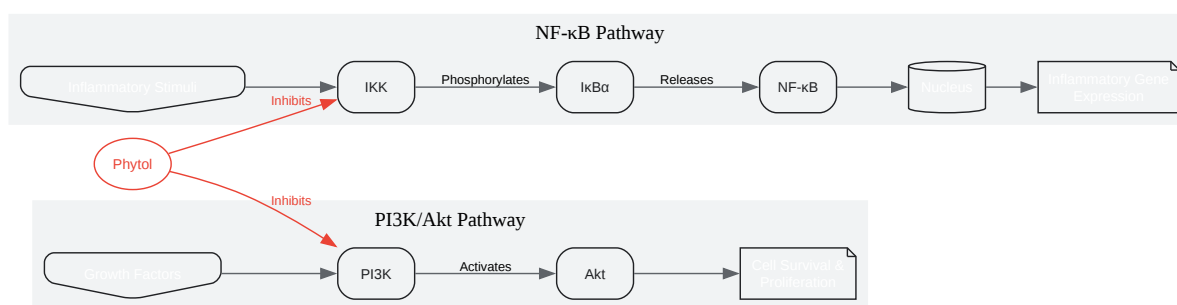 NF-κB Pathway
Inflammatory Stimuli
IKK
Phosphorylates
IκBα
Releases
NF-κB
Nucleus
Inflammatory Gene
Expression
Inhibits
Phytol
Inhibits
PI3K/Akt Pathway
Growth Factors
PI3K
Activates
Akt
Cell Survival &
Proliferation